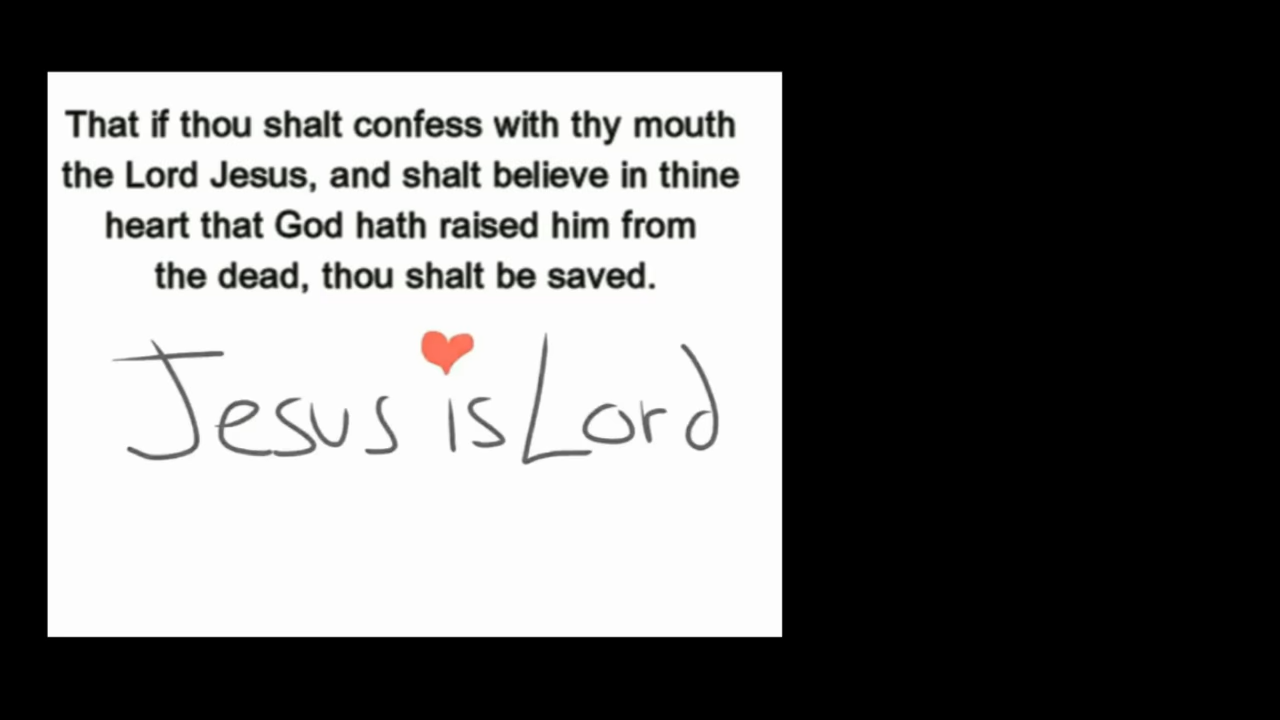 That if thou shalt confess with thy mouth
the Lord Jesus, and shalt believe in thine
heart that God hath raised him from
the dead, thou shalt be saved.
Jesus is Lord